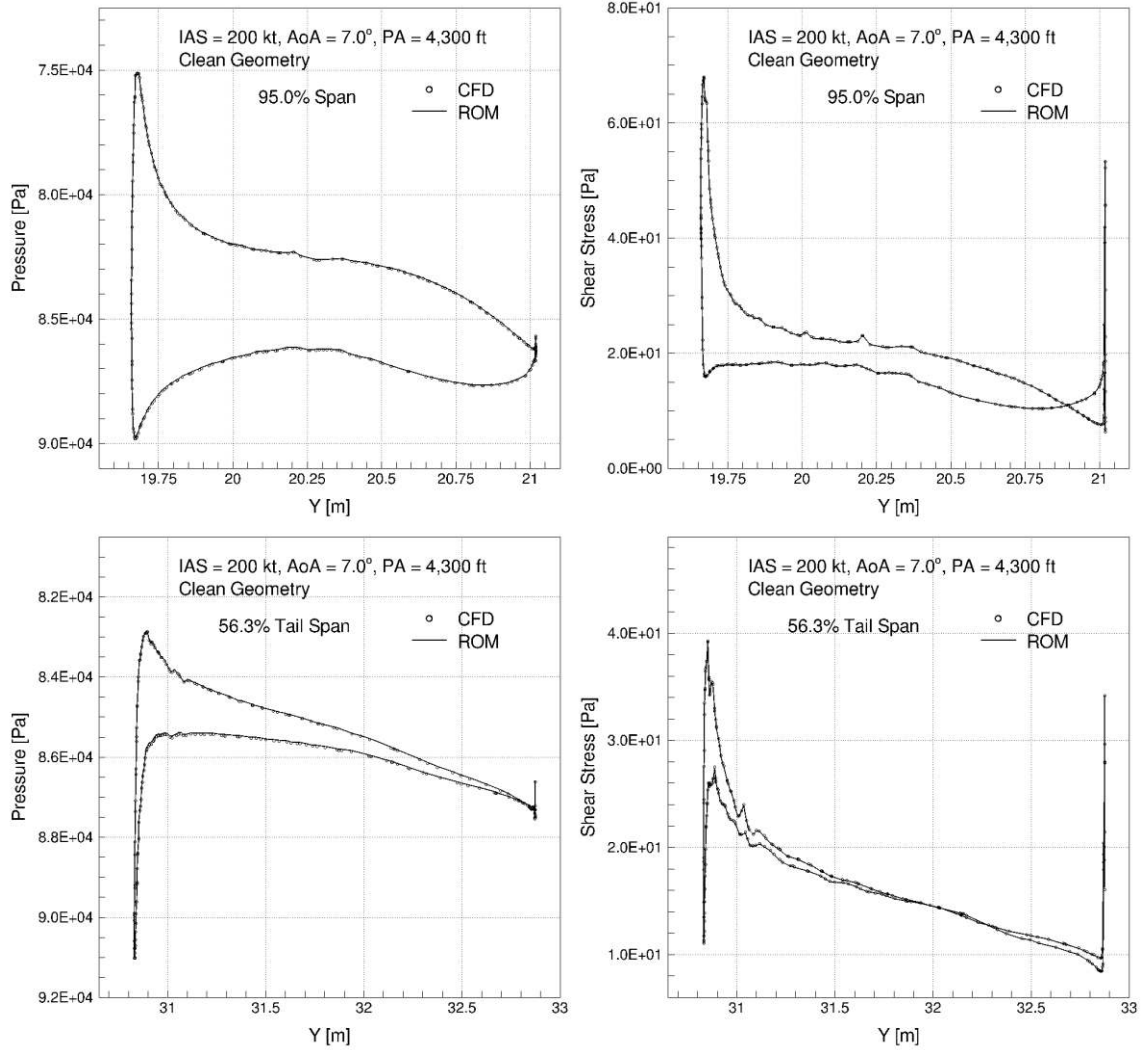 IAS = 200 kt, AoA = 7.0°, PA = 4,300 ft
Clean Geometry
95.0% Span
CFD
ROM
7.5E+04
8.0E+04
8.5E+04
9.0E+04
Pressure [Pa]
19.75 20 20.25 20.5 20.75 21
Y [m]
IAS = 200 kt, AoA = 7.0°, PA = 4,300 ft
Clean Geometry
95.0% Span
CFD
ROM
8.0E+01
6.0E+01
4.0E+01
2.0E+01
0.0E+00
Shear Stress [Pa]
19.75 20 20.25 20.5 20.75 21
Y [m]
IAS = 200 kt, AoA = 7.0°, PA = 4,300 ft
Clean Geometry
56.3% Tail Span
CFD
ROM
8.2E+04
8.4E+04
8.6E+04
8.8E+04
9.0E+04
9.2E+04
Pressure [Pa]
31 31.5 32 32.5 33
Y [m]
IAS = 200 kt, AoA = 7.0°, PA = 4,300 ft
Clean Geometry
56.3% Tail Span
CFD
ROM
4.0E+01
3.0E+01
2.0E+01
1.0E+01
Shear Stress [Pa]
31 31.5 32 32.5 33
Y [m]